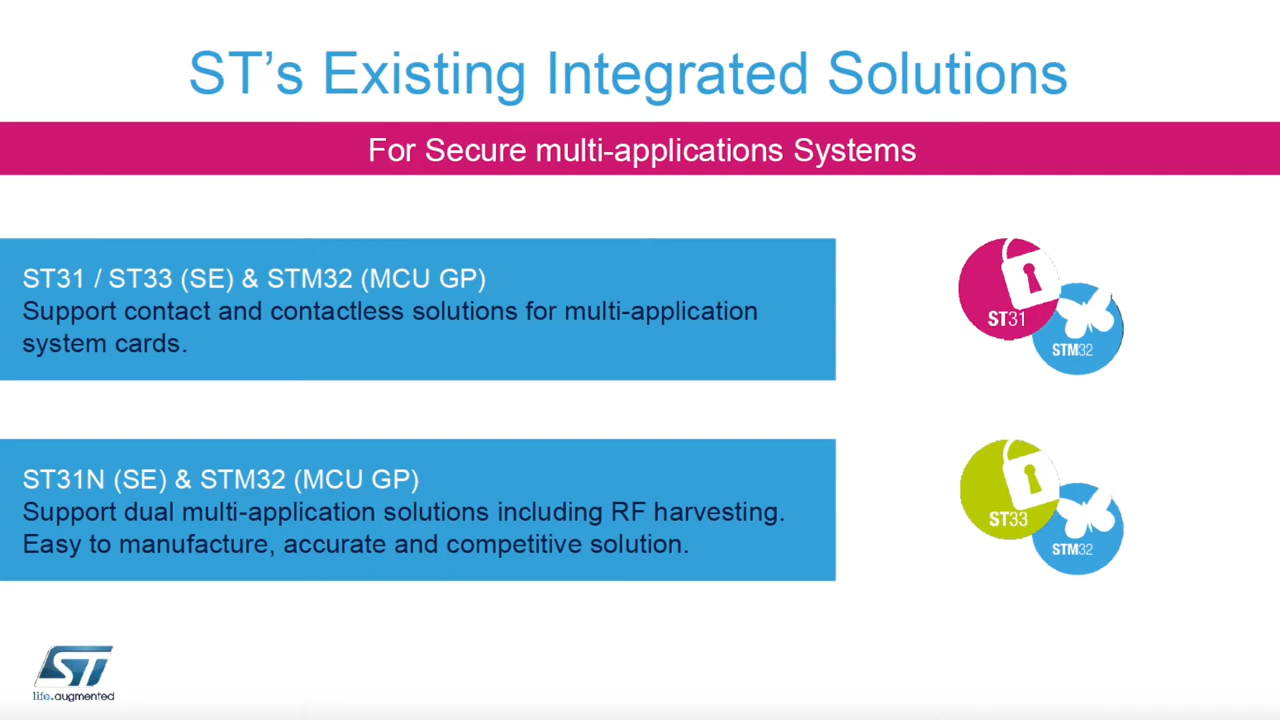 ST’s Existing Integrated Solutions
For Secure multi-applications Systems
ST31 / ST33 (SE) & STM32 (MCU GP)
Support contact and contactless solutions for multi-application
system cards.
ST31
STM32
ST31N (SE) & STM32 (MCU GP)
Support dual multi-application solutions including RF harvesting.
Easy to manufacture, accurate and competitive solution.
ST33
STM32
ST
life.augmented